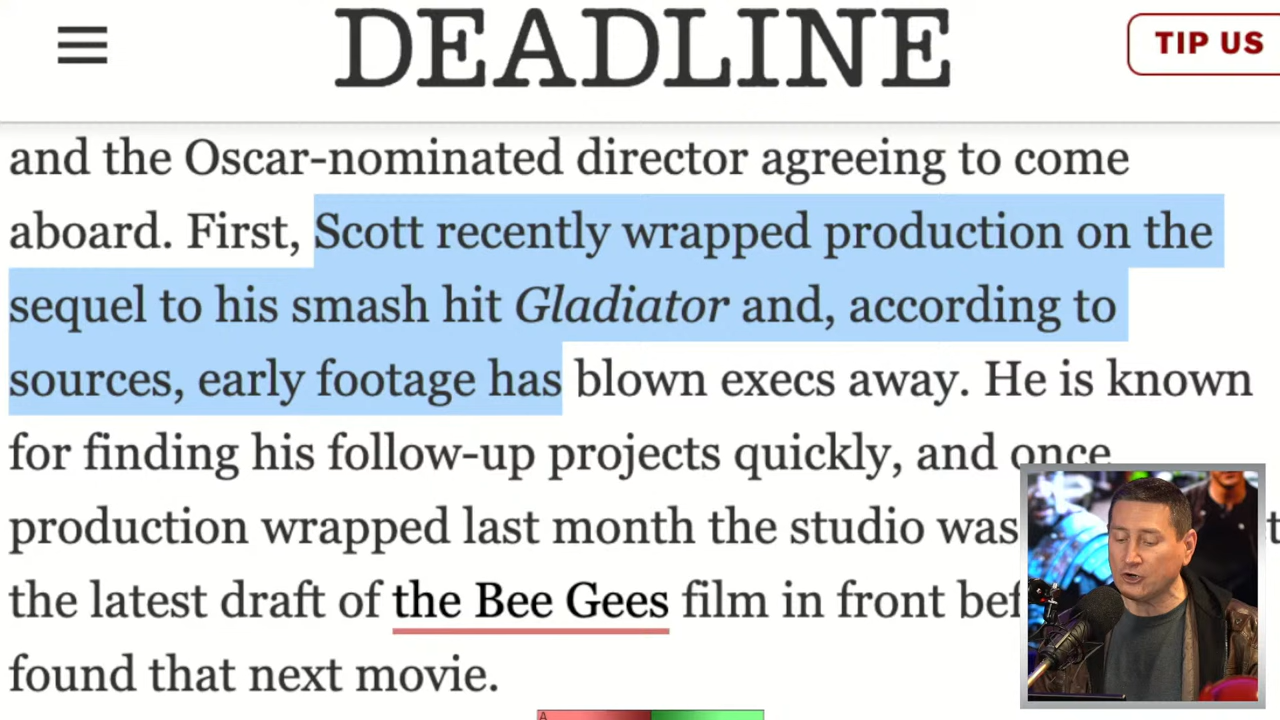 DEADLINE
TIP US
and the Oscar-nominated director agreeing to come
aboard. First, Scott recently wrapped production on the
sequel to his smash hit Gladiator and, according to
sources, early footage has blown execs away. He is known
for finding his follow-up projects quickly, and once
production wrapped last month the studio was
the latest draft of the Bee Gees film in front
found that next movie.
A